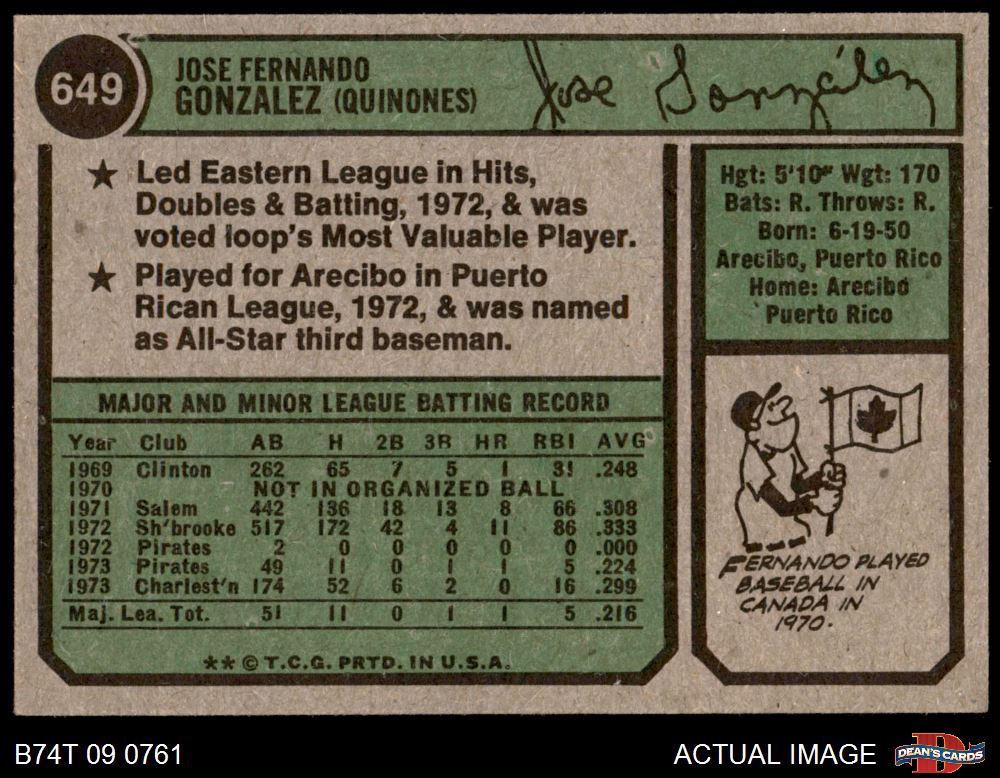 649
JOSE FERNANDO
GONZALEZ (QUINONES)
Jose González
★ Led Eastern League in Hits,
Doubles & Batting, 1972, & was
voted loop's Most Valuable Player.
★ Played for Arecibo in Puerto
Rican League, 1972, & was named
as All-Star third baseman.
Hgt: 5'10" Wgt: 170
Bats: R. Throws: R.
Born: 6-19-50
Arecibo, Puerto Rico
Home: Arecibo
Puerto Rico
MAJOR AND MINOR LEAGUE BATTING RECORD
Year Club AB H 2B 3B HR RBI AVG
1969 Clinton 262 65 7 5 1 31 .248
1970 NOT IN ORGANIZED BALL
1971 Salem 442 136 18 13 8 66 .308
1972 Sh'brooke 517 172 42 4 11 86 .333
1972 Pirates 2 0 0 0 0 0 .000
1973 Pirates 49 11 0 1 1 5 .224
1973 Charlest'n 174 52 6 2 0 16 .299
Maj. Lea. Tot. 51 11 0 1 1 5 .216
** © T.C.G. PRTD. IN U.S.A.
FERNANDO PLAYED
BASEBALL IN
CANADA IN
1970.
B74T 09 0761
ACTUAL IMAGE
DEAN'S CARDS